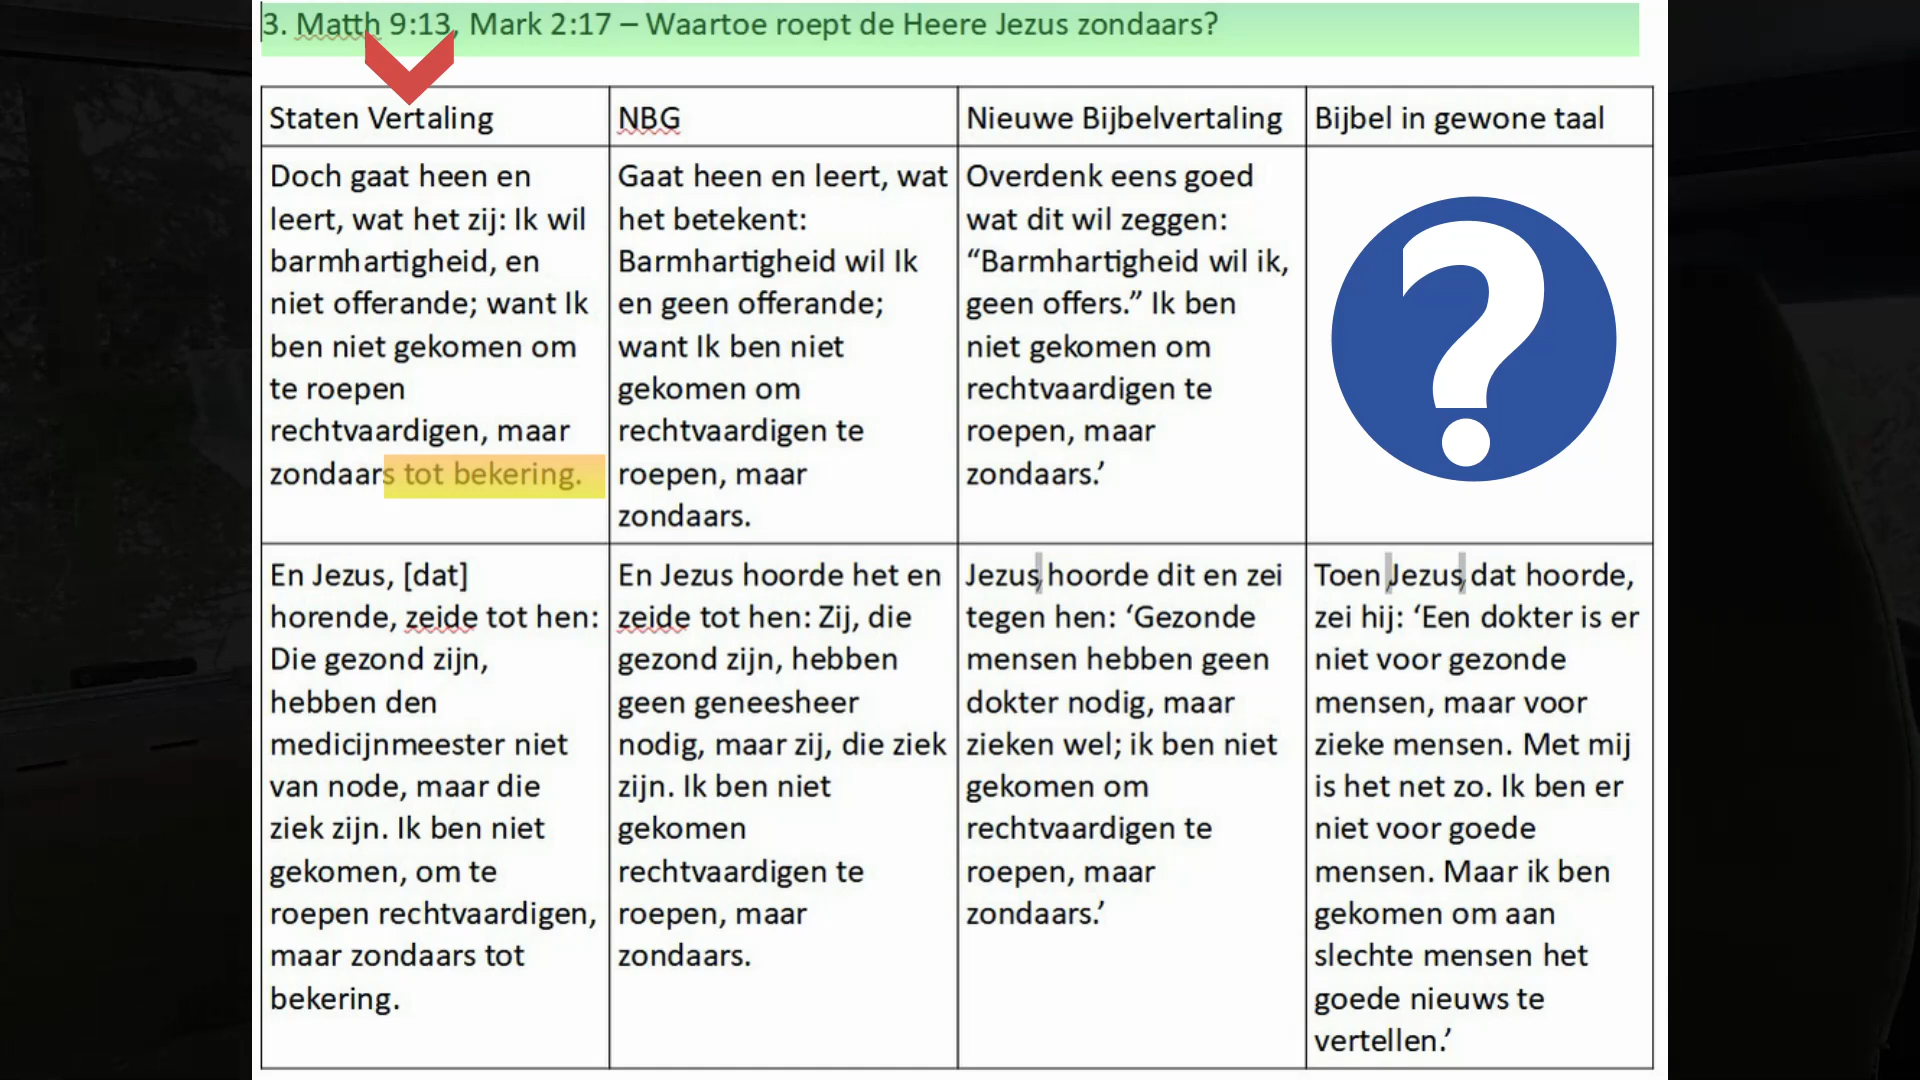 3. Matth 9:13, Mark 2:17 – Waartoe roept de Heere Jezus zondaars?
Staten Vertaling
NBG
Nieuwe Bijbelvertaling
Bijbel in gewone taal
Doch gaat heen en
leert, wat het zij: Ik wil
barmhartigheid, en
niet offerande; want Ik
ben niet gekomen om
te roepen
rechtvaardigen, maar
zondaars tot bekering.
Gaat heen en leert, wat
het betekent:
Barmhartigheid wil Ik
en geen offerande;
want Ik ben niet
gekomen om
rechtvaardigen te
roepen, maar
zondaars.
Overdenk eens goed
wat dit wil zeggen:
“Barmhartigheid wil ik,
geen offers.” Ik ben
niet gekomen om
rechtvaardigen te
roepen, maar
zondaars.’
?
En Jezus, [dat]
horende, zeide tot hen:
Die gezond zijn,
hebben den
medicijnmeester niet
van node, maar die
ziek zijn. Ik ben niet
gekomen, om te
roepen rechtvaardigen,
maar zondaars tot
bekering.
En Jezus hoorde het en
zeide tot hen: Zij, die
gezond zijn, hebben
geen geneesheer
nodig, maar zij, die ziek
zijn. Ik ben niet
gekomen
rechtvaardigen te
roepen, maar
zondaars.
Jezus, hoorde dit en zei
tegen hen: ‘Gezonde
mensen hebben geen
dokter nodig, maar
zieken wel; ik ben niet
gekomen om
rechtvaardigen te
roepen, maar
zondaars.’
Toen ,Jezus, dat hoorde,
zei hij: ‘Een dokter is er
niet voor gezonde
mensen, maar voor
zieke mensen. Met mij
is het net zo. Ik ben er
niet voor goede
mensen. Maar ik ben
gekomen om aan
slechte mensen het
goede nieuws te
vertellen.’